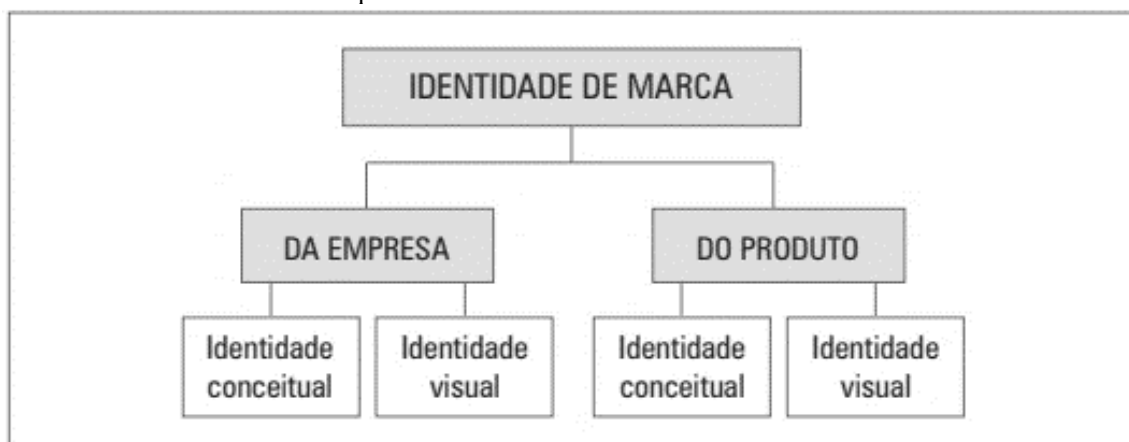 IDENTIDADE DE MARCA
DA EMPRESA
DO PRODUTO
Identidade
conceitual
Identidade
visual
Identidade
conceitual
Identidade
visual